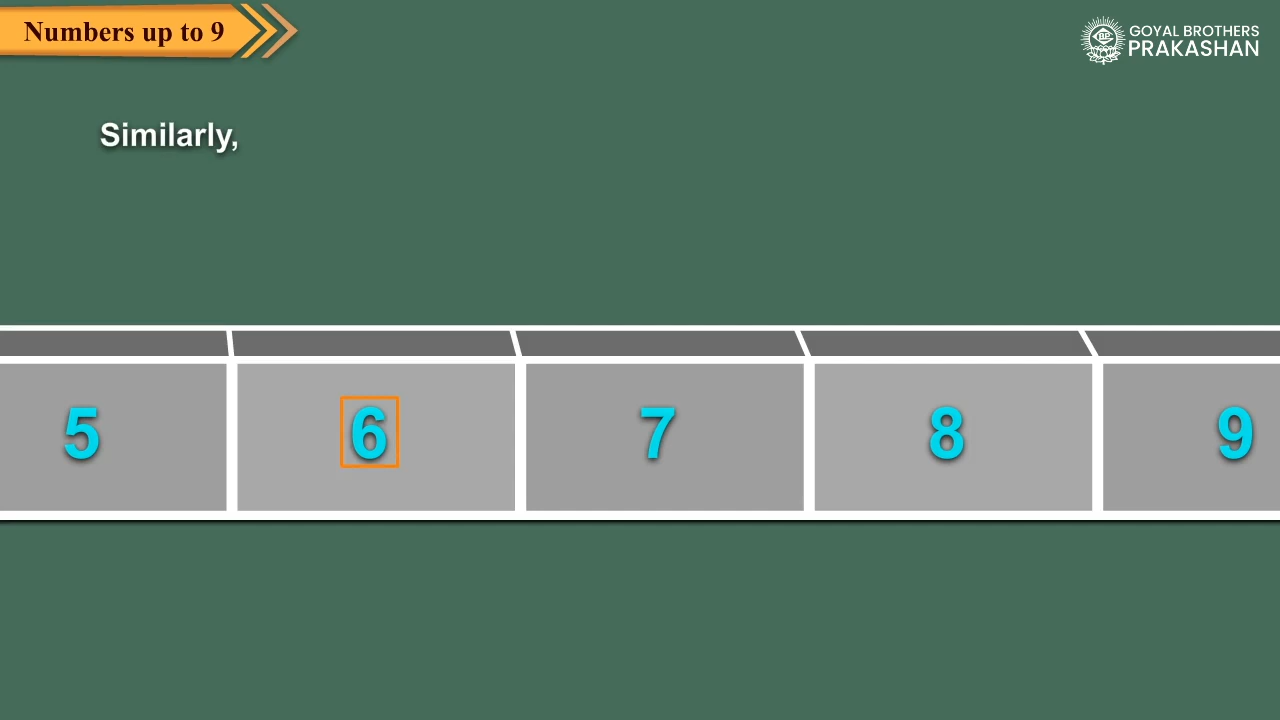 Numbers up to 9
GOYAL BROTHERS
PRAKASHAN
Similarly,
5 6 7 8 9